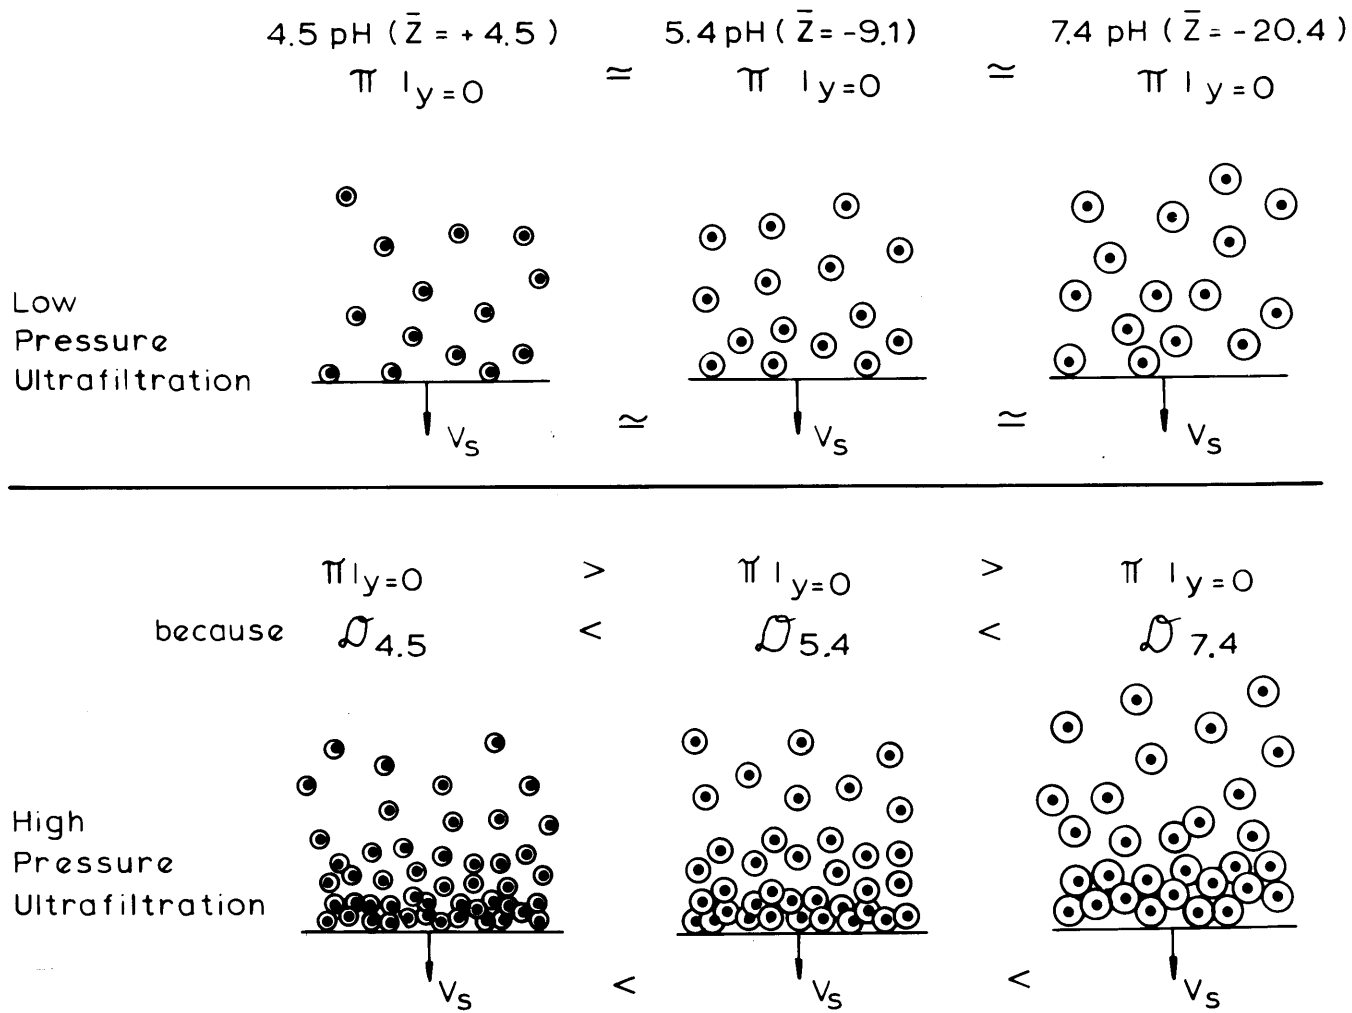 4.5 pH ( Z̄ = + 4.5 ) 5.4 pH ( Z̄ = -9.1) 7.4 pH ( Z̄ = -20.4 )
π |y=0 ≃ π |y=0 ≃ π |y=0
Low
Pressure
Ultrafiltration
Vs ≃ Vs ≃ Vs
π|y=0 > π |y=0 > π |y=0
because 𝒟4.5 < 𝒟5.4 < 𝒟7.4
High
Pressure
Ultrafiltration
Vs < Vs < Vs